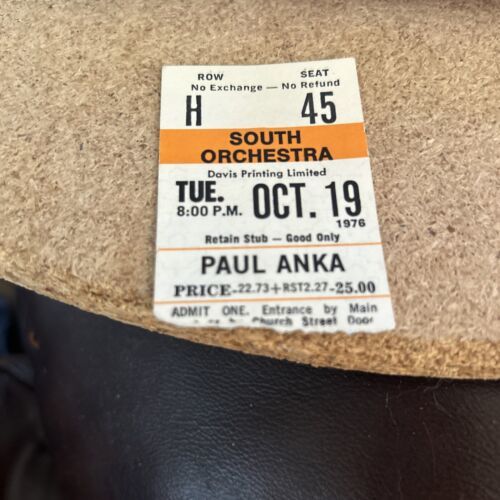 ROW SEAT
No Exchange — No Refund
H 45
SOUTH
ORCHESTRA
Davis Printing Limited
TUE. OCT. 19
8:00 P.M. 1976
Retain Stub — Good Only
PAUL ANKA
PRICE-22.73+RST2.27-25.00
ADMIT ONE. Entrance by Main
by Church Street Door